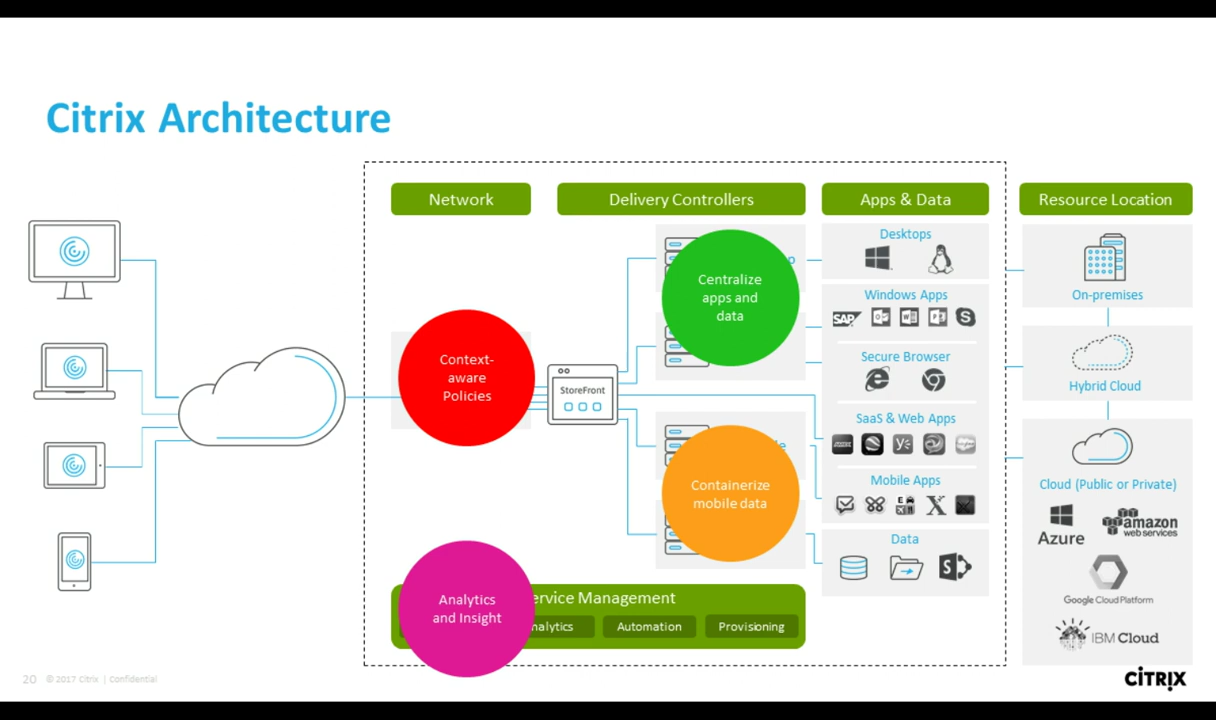 Citrix Architecture
Network
Delivery Controllers
Apps & Data
Resource Location
Desktops
Windows Apps
SAP
Secure Browser
SaaS & Web Apps
Mobile Apps
Data
Centralize
apps and
data
Context-
aware
Policies
StoreFront
Containerize
mobile data
Analytics
and Insight
ervice Management
nalytics
Automation
Provisioning
On-premises
Hybrid Cloud
Cloud (Public or Private)
Azure
amazon
web services
Google Cloud Platform
IBM Cloud
20 © 2017 Citrix | Confidential
CITRIX